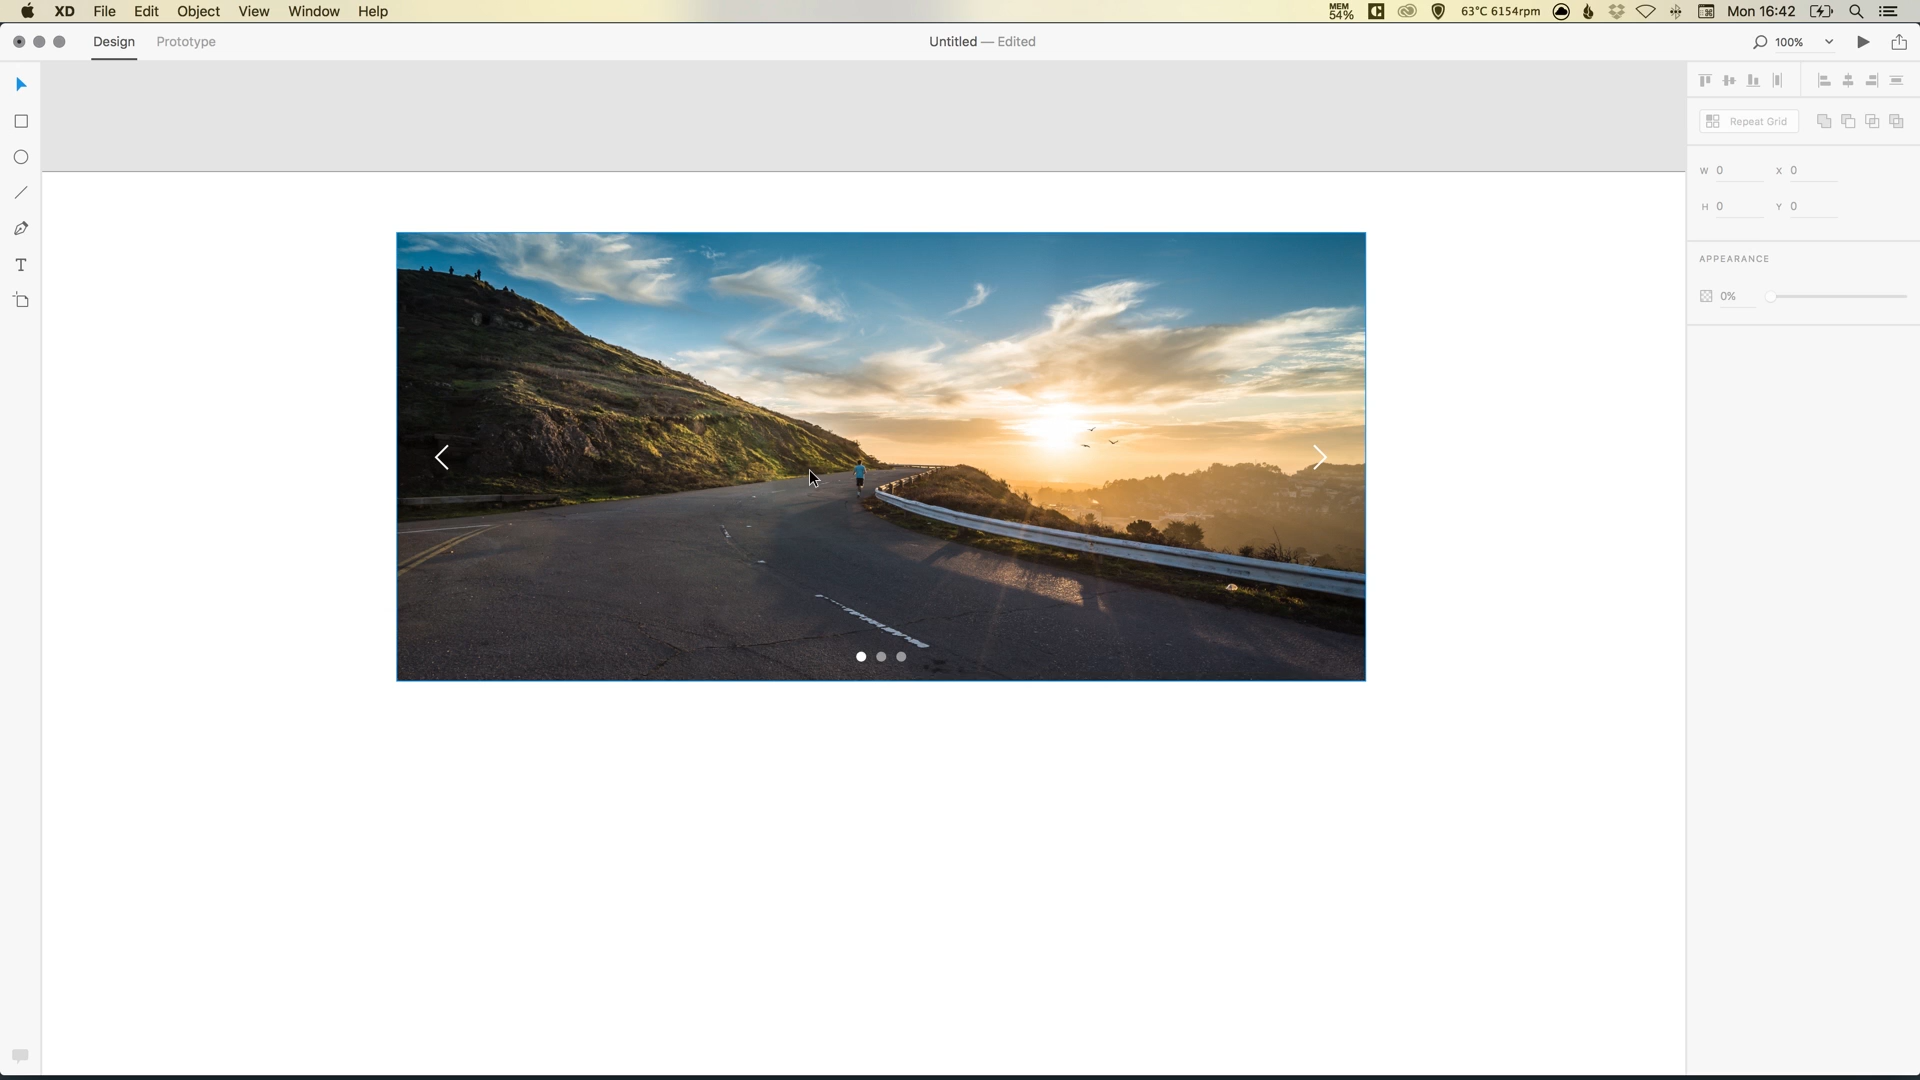 XD File Edit Object View Window Help MEM 54% 63°C 6154rpm Mon 16:42
Design Prototype Untitled — Edited 100%
Repeat Grid
W 0 X 0
H 0 Y 0
APPEARANCE
0%
T